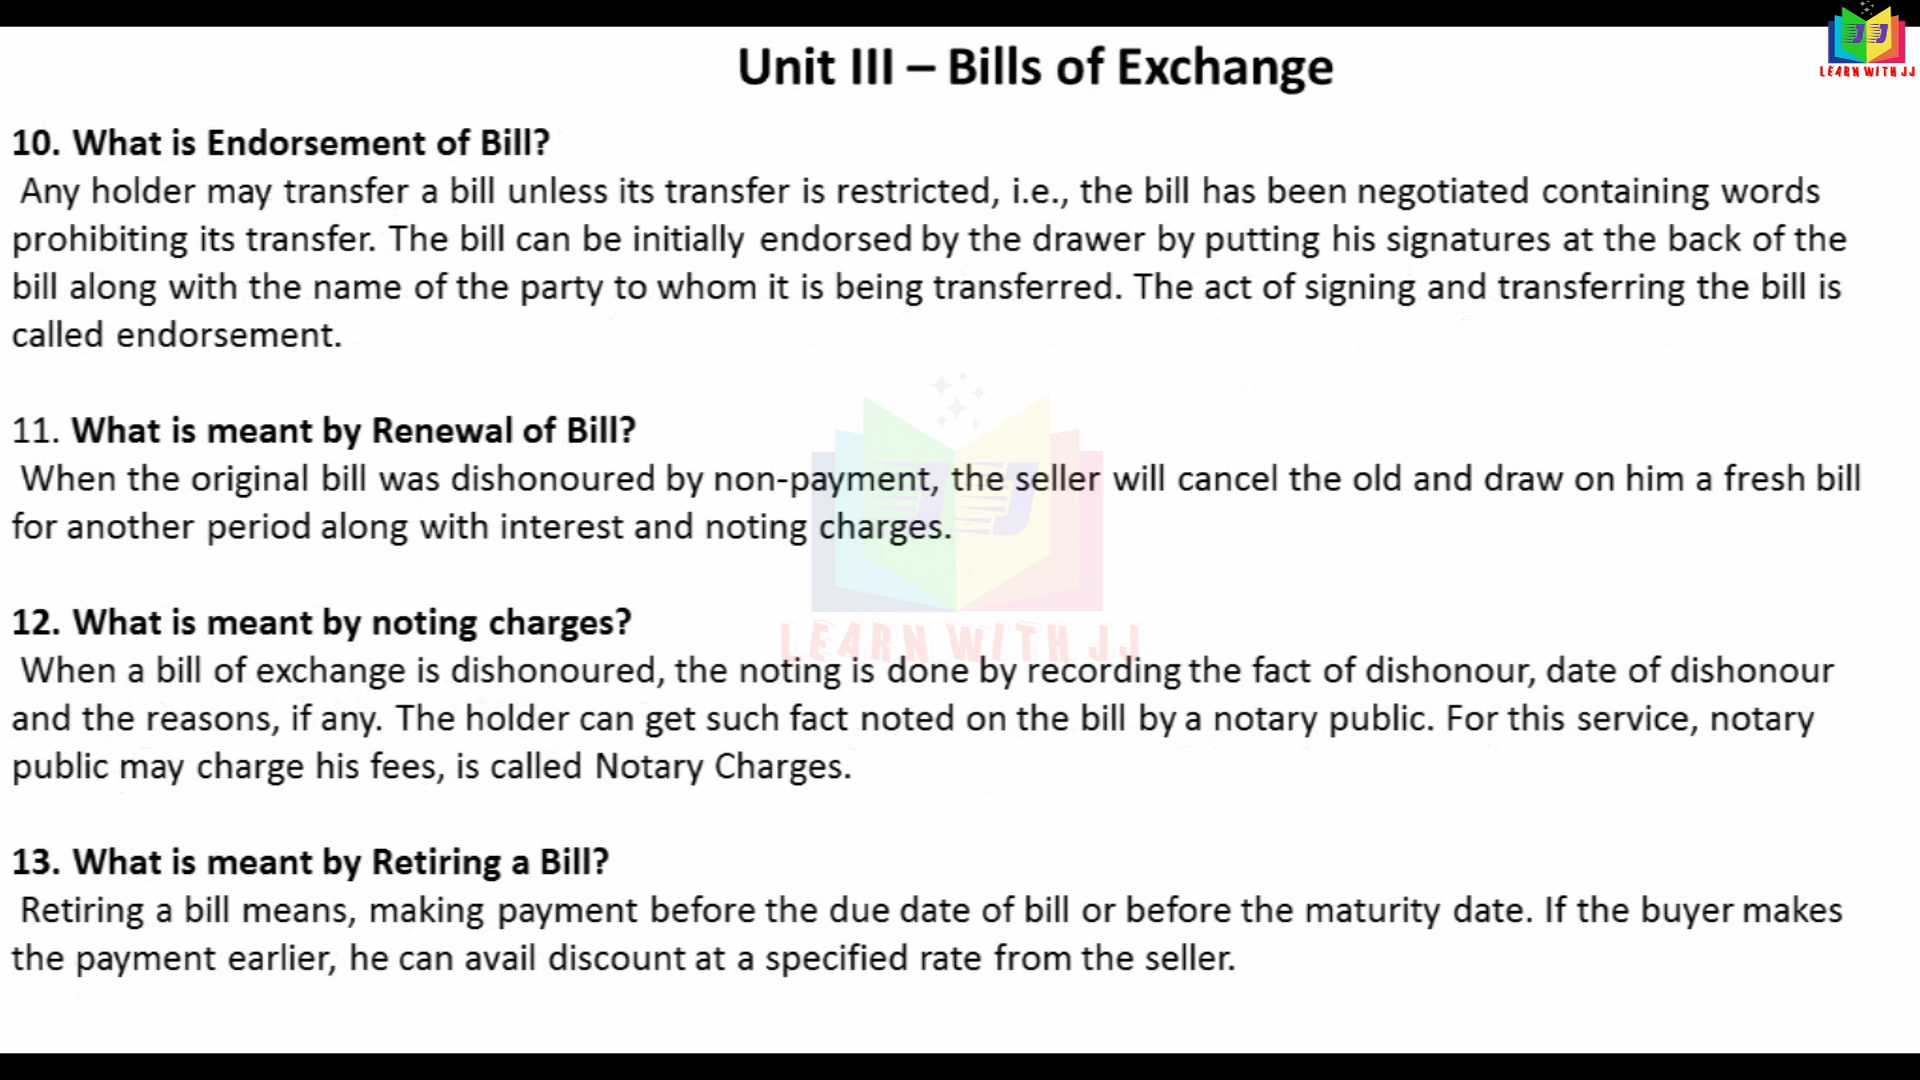 Unit III – Bills of Exchange
LEARN WITH JJ
10. What is Endorsement of Bill?
Any holder may transfer a bill unless its transfer is restricted, i.e., the bill has been negotiated containing words
prohibiting its transfer. The bill can be initially endorsed by the drawer by putting his signatures at the back of the
bill along with the name of the party to whom it is being transferred. The act of signing and transferring the bill is
called endorsement.
11. What is meant by Renewal of Bill?
When the original bill was dishonoured by non-payment, the seller will cancel the old and draw on him a fresh bill
for another period along with interest and noting charges.
12. What is meant by noting charges?
LEARN WITH JJ
When a bill of exchange is dishonoured, the noting is done by recording the fact of dishonour, date of dishonour
and the reasons, if any. The holder can get such fact noted on the bill by a notary public. For this service, notary
public may charge his fees, is called Notary Charges.
13. What is meant by Retiring a Bill?
Retiring a bill means, making payment before the due date of bill or before the maturity date. If the buyer makes
the payment earlier, he can avail discount at a specified rate from the seller.